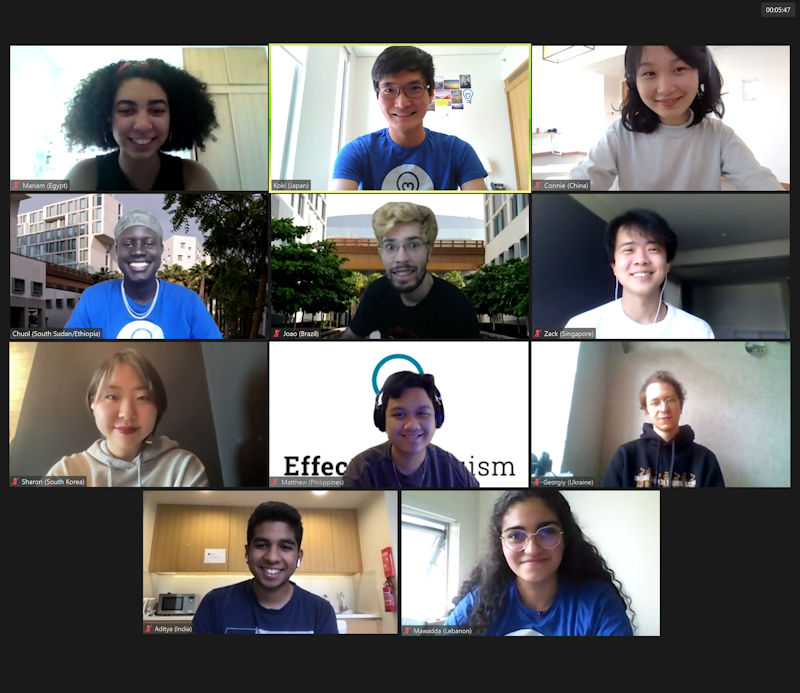 00:05:47
Mariam (Egypt)
Koki (Japan)
Connie (China)
Chuol (South Sudan/Ethiopia)
Joao (Brazil)
Zack (Singapore)
Effec
ism
Sharon (South Korea)
Matthew (Philippines)
Georgiy (Ukraine)
Aditya (India)
Mawadda (Lebanon)